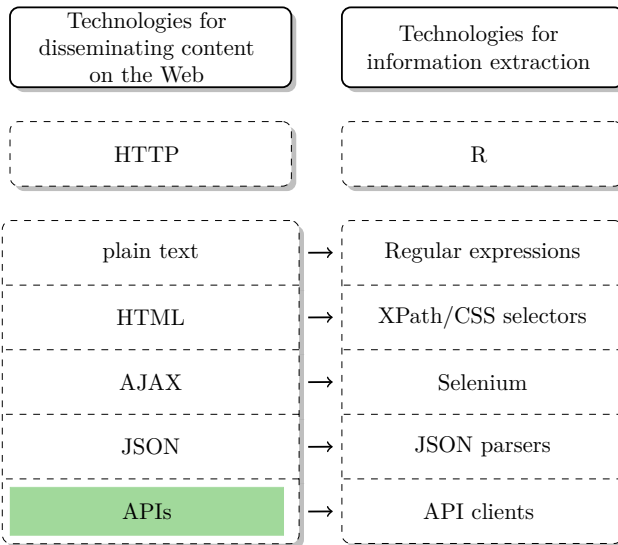 Technologies for
disseminating content
on the Web
Technologies for
information extraction
HTTP
R
plain text → Regular expressions
HTML → XPath/CSS selectors
AJAX → Selenium
JSON → JSON parsers
APIs → API clients